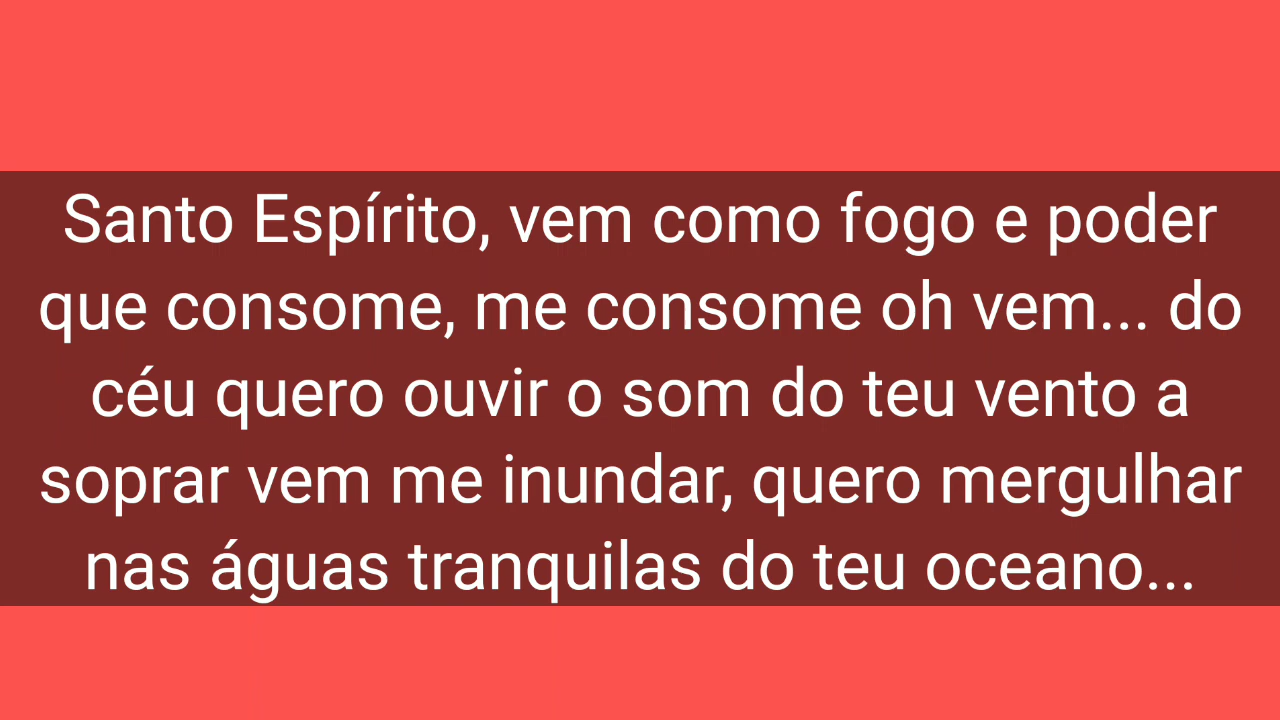 Santo Espírito, vem como fogo e poder
que consome, me consome oh vem... do
céu quero ouvir o som do teu vento a
soprar vem me inundar, quero mergulhar
nas águas tranquilas do teu oceano...